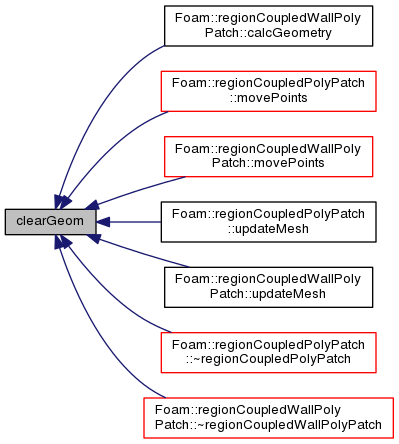 Foam::regionCoupledWallPoly
Patch::calcGeometry
Foam::regionCoupledPolyPatch
::movePoints
Foam::regionCoupledWallPoly
Patch::movePoints
clearGeom
Foam::regionCoupledPolyPatch
::updateMesh
Foam::regionCoupledWallPoly
Patch::updateMesh
Foam::regionCoupledPolyPatch
::~regionCoupledPolyPatch
Foam::regionCoupledWallPoly
Patch::~regionCoupledWallPolyPatch